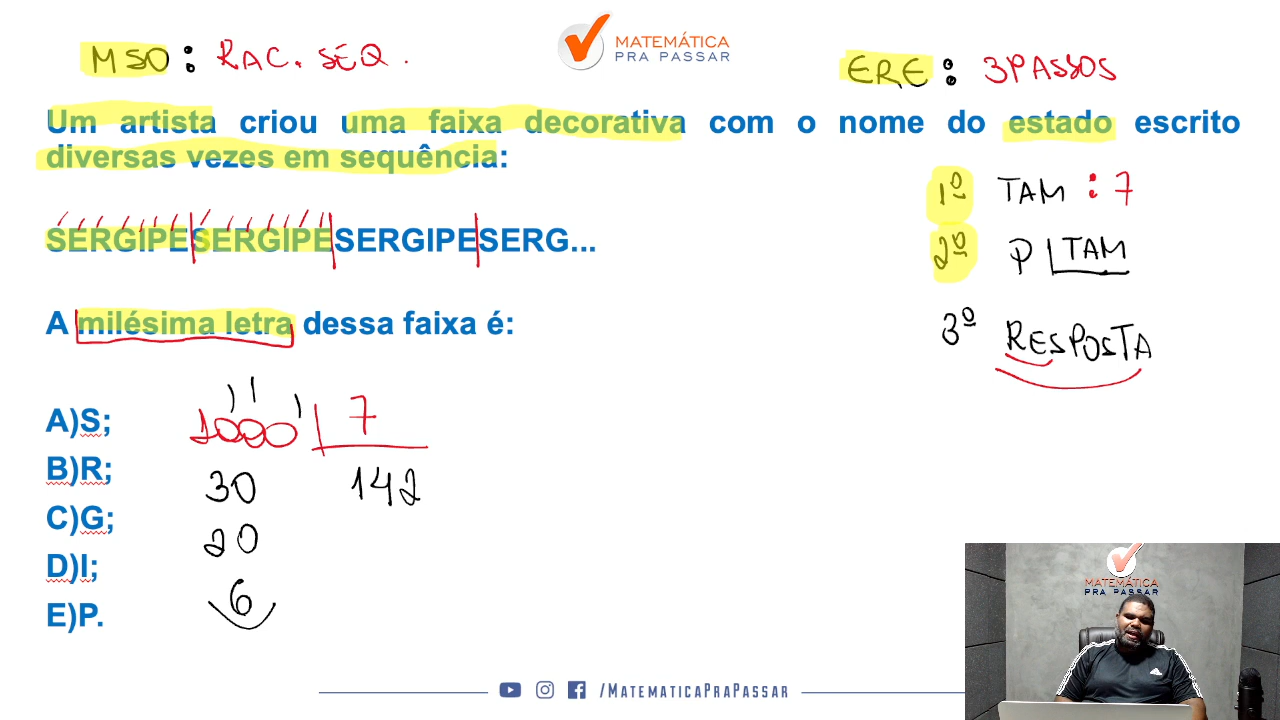 MSO : RAC. SEQ.
MATEMÁTICA
PRA PASSAR
ERE : 3 PASSOS
Um artista criou uma faixa decorativa com o nome do estado escrito
diversas vezes em sequência:
1º TAM : 7
SERGIPESERGIPESERGIPESERG...
2º P TAM
A milésima letra dessa faixa é:
3º RESPOSTA
A)S;
1000 7
B)R;
30 142
C)G;
20
D)I;
6
E)P.
MATEMÁTICA
PRA PASSAR
/MatematicaPraPassar